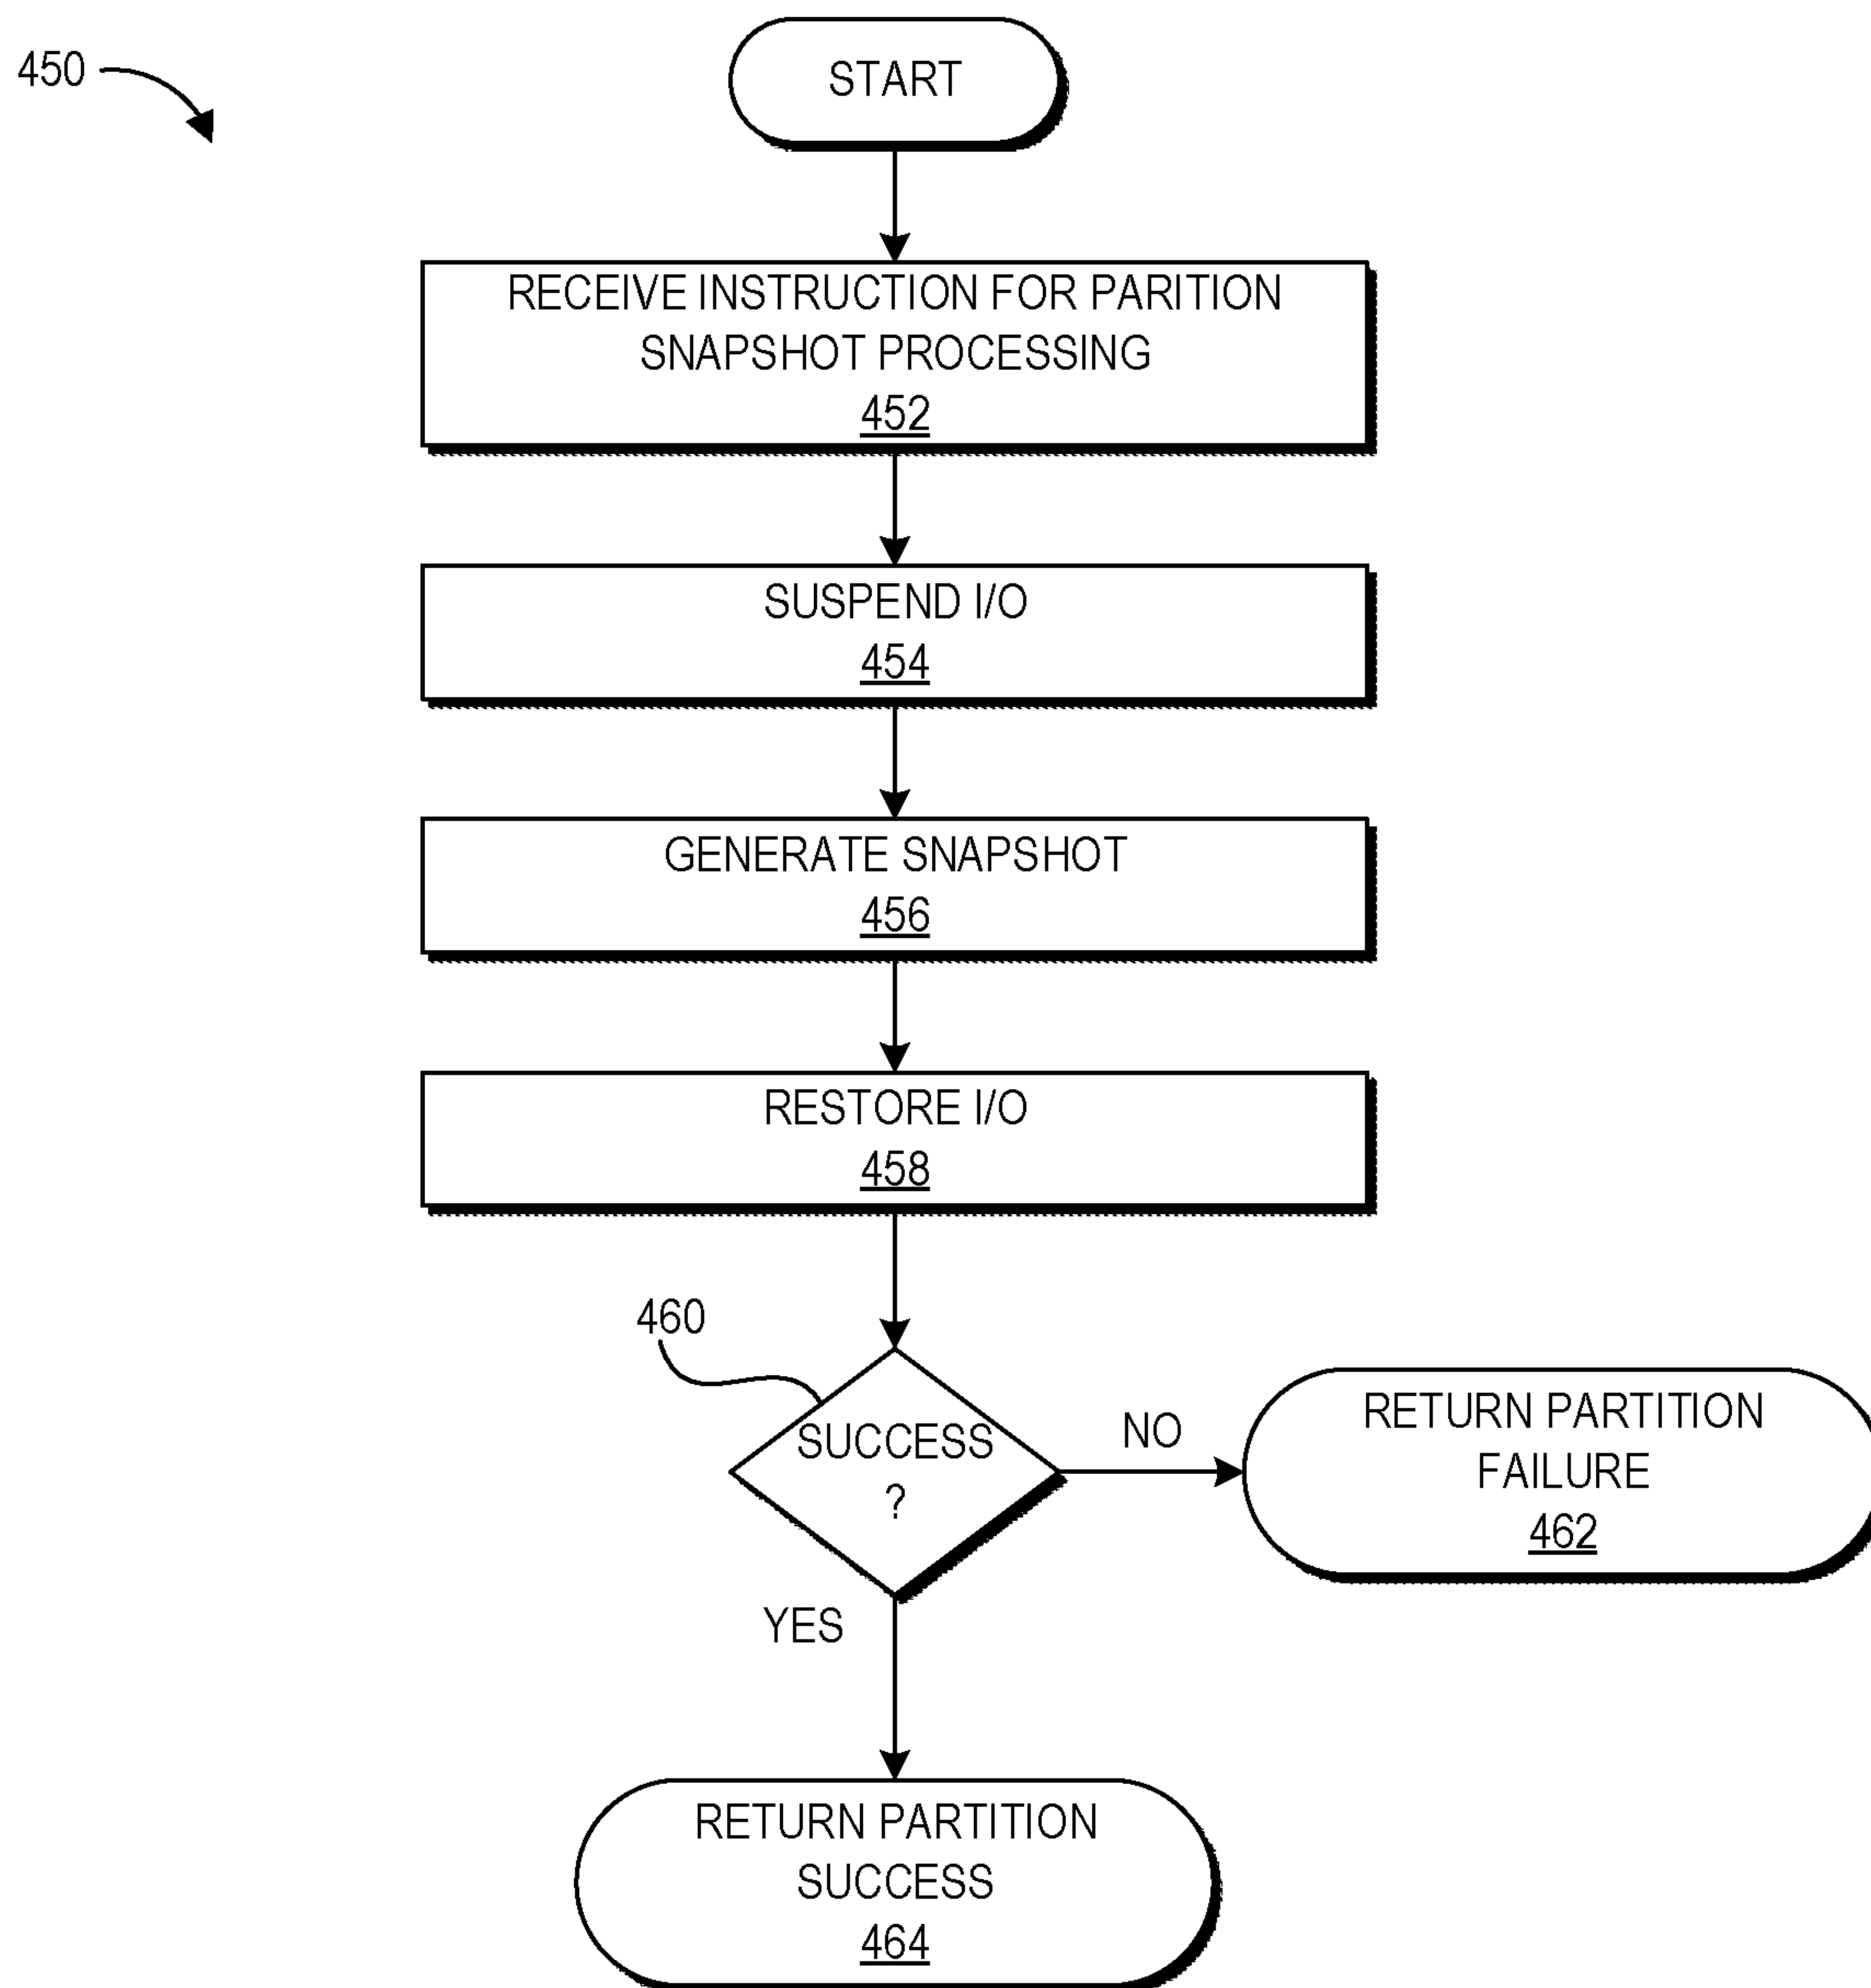 450
START
RECEIVE INSTRUCTION FOR PARITION
SNAPSHOT PROCESSING
452
SUSPEND I/O
454
GENERATE SNAPSHOT
456
RESTORE I/O
458
460
SUCCESS
?
NO
RETURN PARTITION
FAILURE
462
YES
RETURN PARTITION
SUCCESS
464